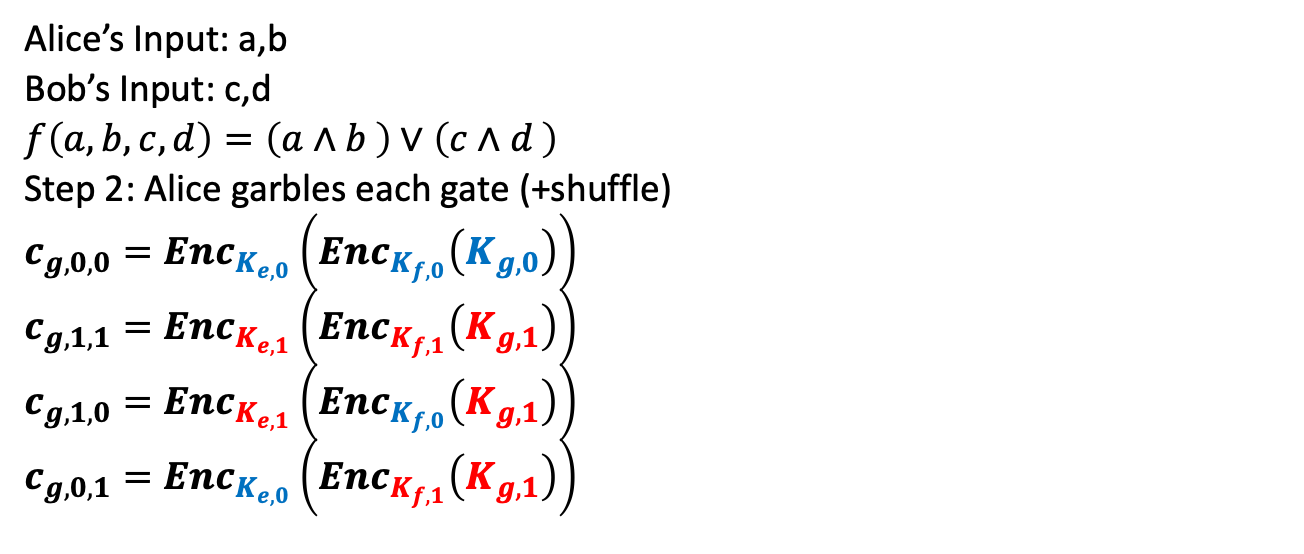 Alice’s Input: a,b
Bob’s Input: c,d
f(a, b, c, d) = (a ∧ b ) ∨ (c ∧ d )
Step 2: Alice garbles each gate (+shuffle)
c_{g,0,0} = Enc_{K_{e,0}}(Enc_{K_{f,0}}(K_{g,0}))
c_{g,1,1} = Enc_{K_{e,1}}(Enc_{K_{f,1}}(K_{g,1}))
c_{g,1,0} = Enc_{K_{e,1}}(Enc_{K_{f,0}}(K_{g,1}))
c_{g,0,1} = Enc_{K_{e,0}}(Enc_{K_{f,1}}(K_{g,1}))